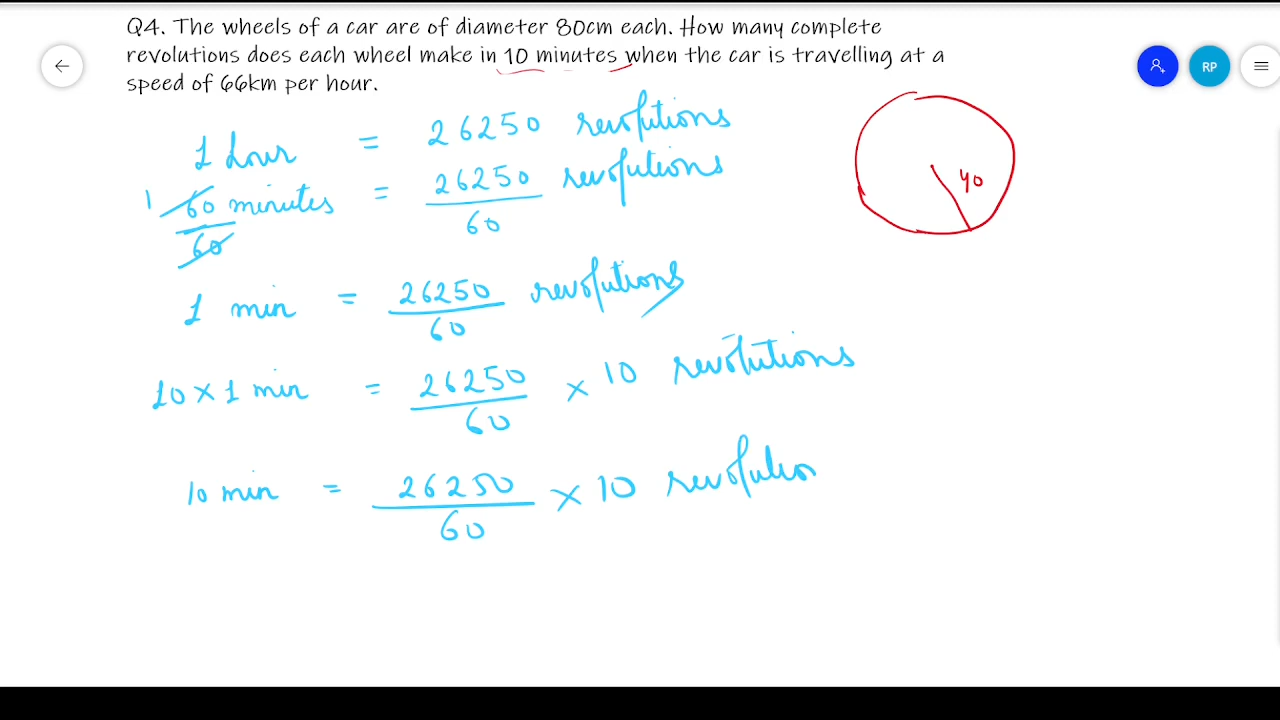 Q4. The wheels of a car are of diameter 80cm each. How many complete
revolutions does each wheel make in 10 minutes when the car is travelling at a
speed of 66km per hour.
RP
40
1 hour = 26250 revolutions
1 60 minutes = 26250 revolutions
60 60
1 min = 26250 revolutions
60
10 × 1 min = 26250 × 10 revolutions
60
10 min = 26250 × 10 revolution
60